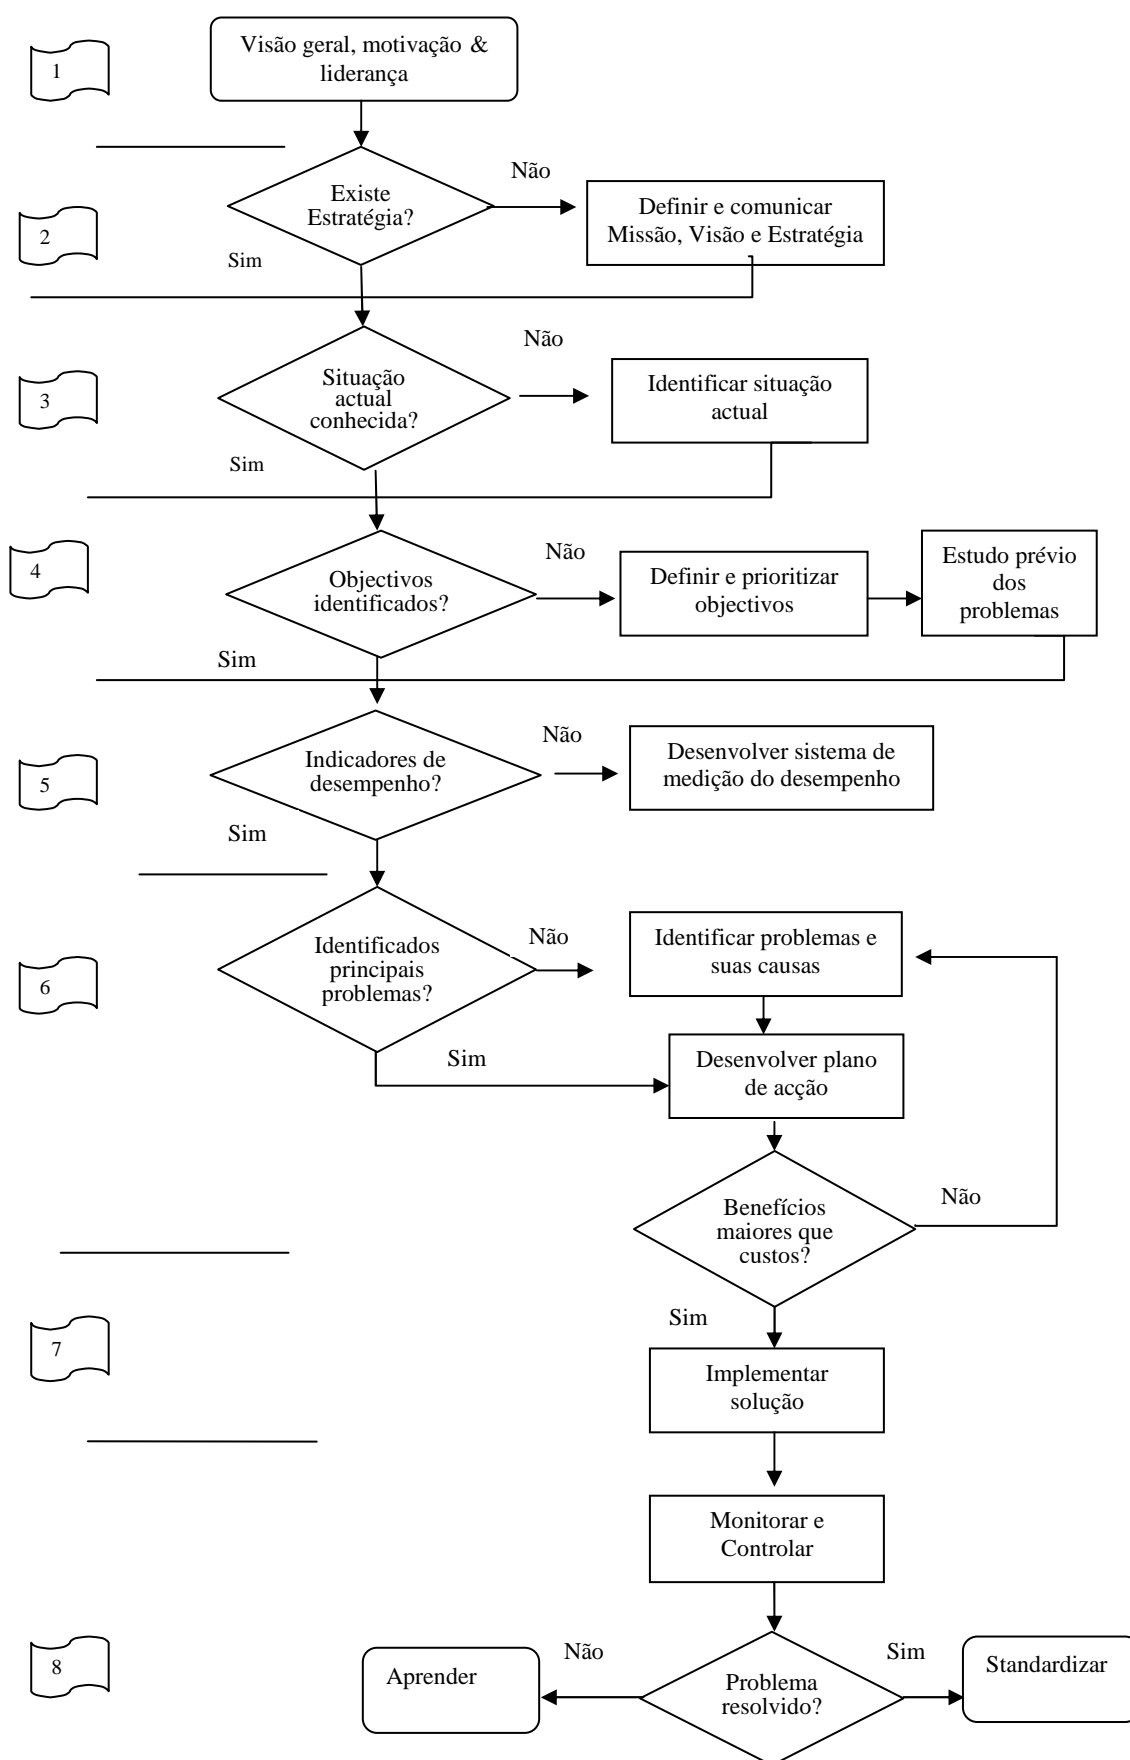 1
Visão geral, motivação &
liderança
2
Existe
Estratégia?
Não
Definir e comunicar
Missão, Visão e Estratégia
Sim
3
Situação
actual
conhecida?
Não
Identificar situação
actual
Sim
4
Objectivos
identificados?
Não
Definir e prioritizar
objectivos
Estudo prévio
dos
problemas
Sim
5
Indicadores de
desempenho?
Não
Desenvolver sistema de
medição do desempenho
Sim
6
Identificados
principais
problemas?
Não
Identificar problemas e
suas causas
Sim
Desenvolver plano
de acção
Benefícios
maiores que
custos?
Não
Sim
7
Implementar
solução
Monitorar e
Controlar
8
Aprender
Não
Problema
resolvido?
Sim
Standardizar